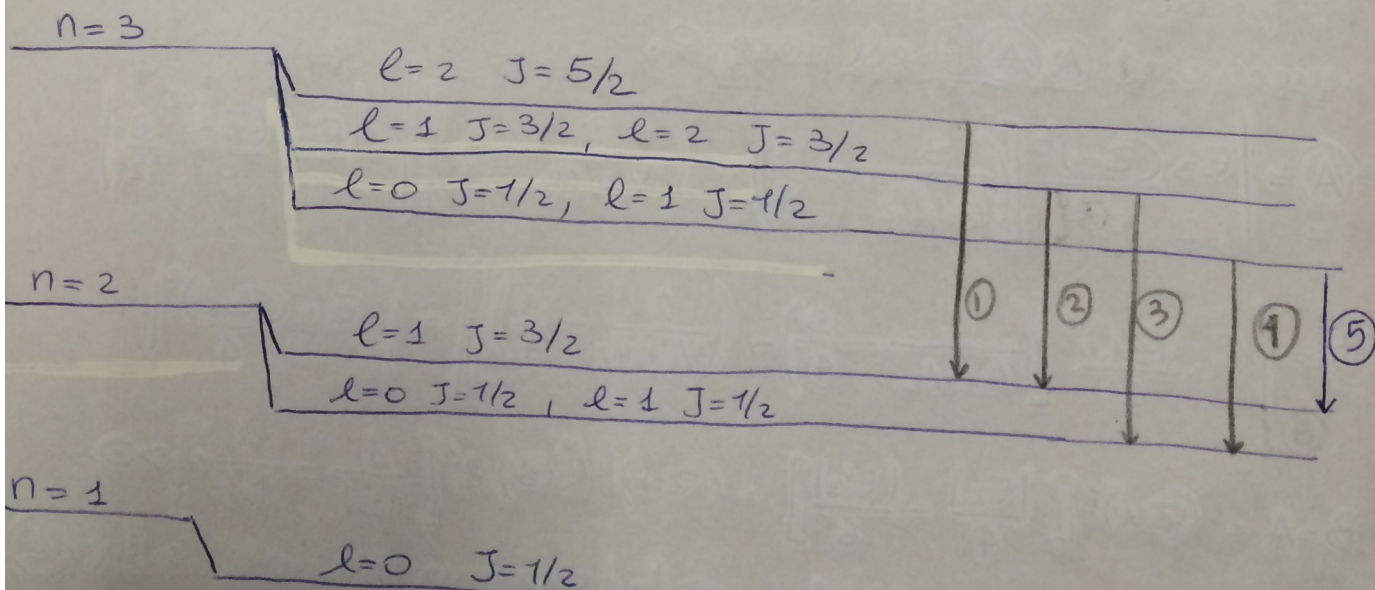 n = 3
ℓ= 2 J = 5/2
ℓ=1 J=3/2, ℓ=2 J=3/2
ℓ=0 J=1/2, ℓ=1 J=1/2
n = 2
① ② ③ ④ ⑤
ℓ=1 J=3/2
ℓ=0 J=1/2, ℓ=1 J=1/2
n = 1
ℓ=0 J=1/2